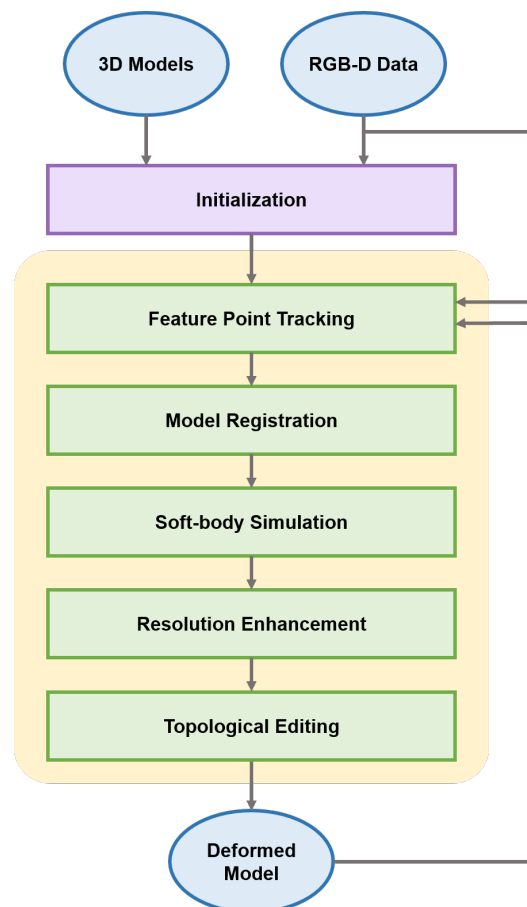 3D Models
RGB-D Data
Initialization
Feature Point Tracking
Model Registration
Soft-body Simulation
Resolution Enhancement
Topological Editing
Deformed
Model